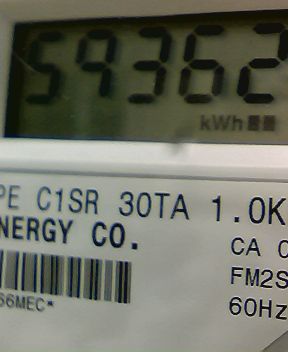 59362
kWh
PE C1SR 30TA 1.0K
NERGY CO.
CA
FM2S
S6MEC*
60Hz